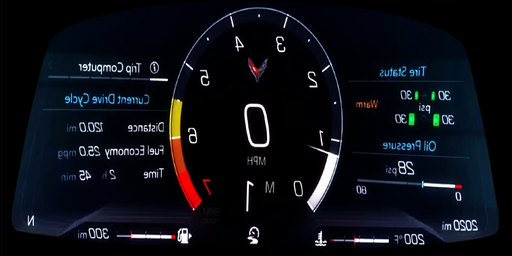 Trip Computer
Current Drive Cycle
Distance 120.0 mi
Fuel Economy 25.0 mpg
Time 2 h 45 min
N
300 mi
0
1
2
3
4
5
6
7
0
MPH
M 1
Tire Status
30 30
psi
30 30
Warm
Oil Pressure
28 psi
0
2020 mi
200 °F